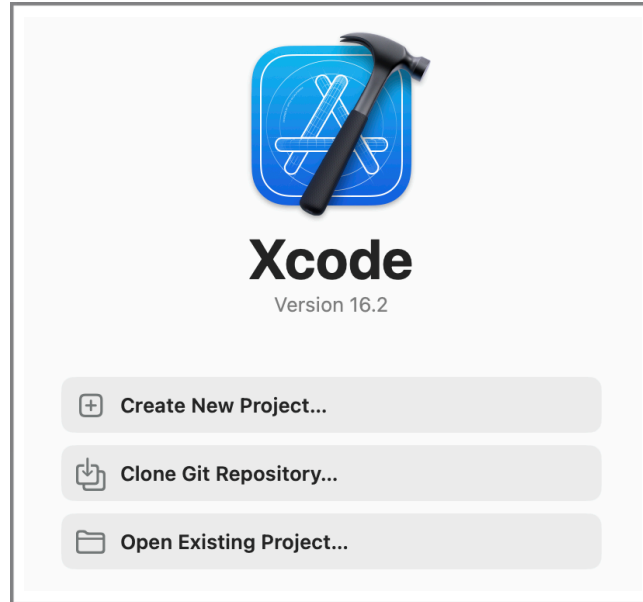 Xcode
Version 16.2
Create New Project...
Clone Git Repository...
Open Existing Project...